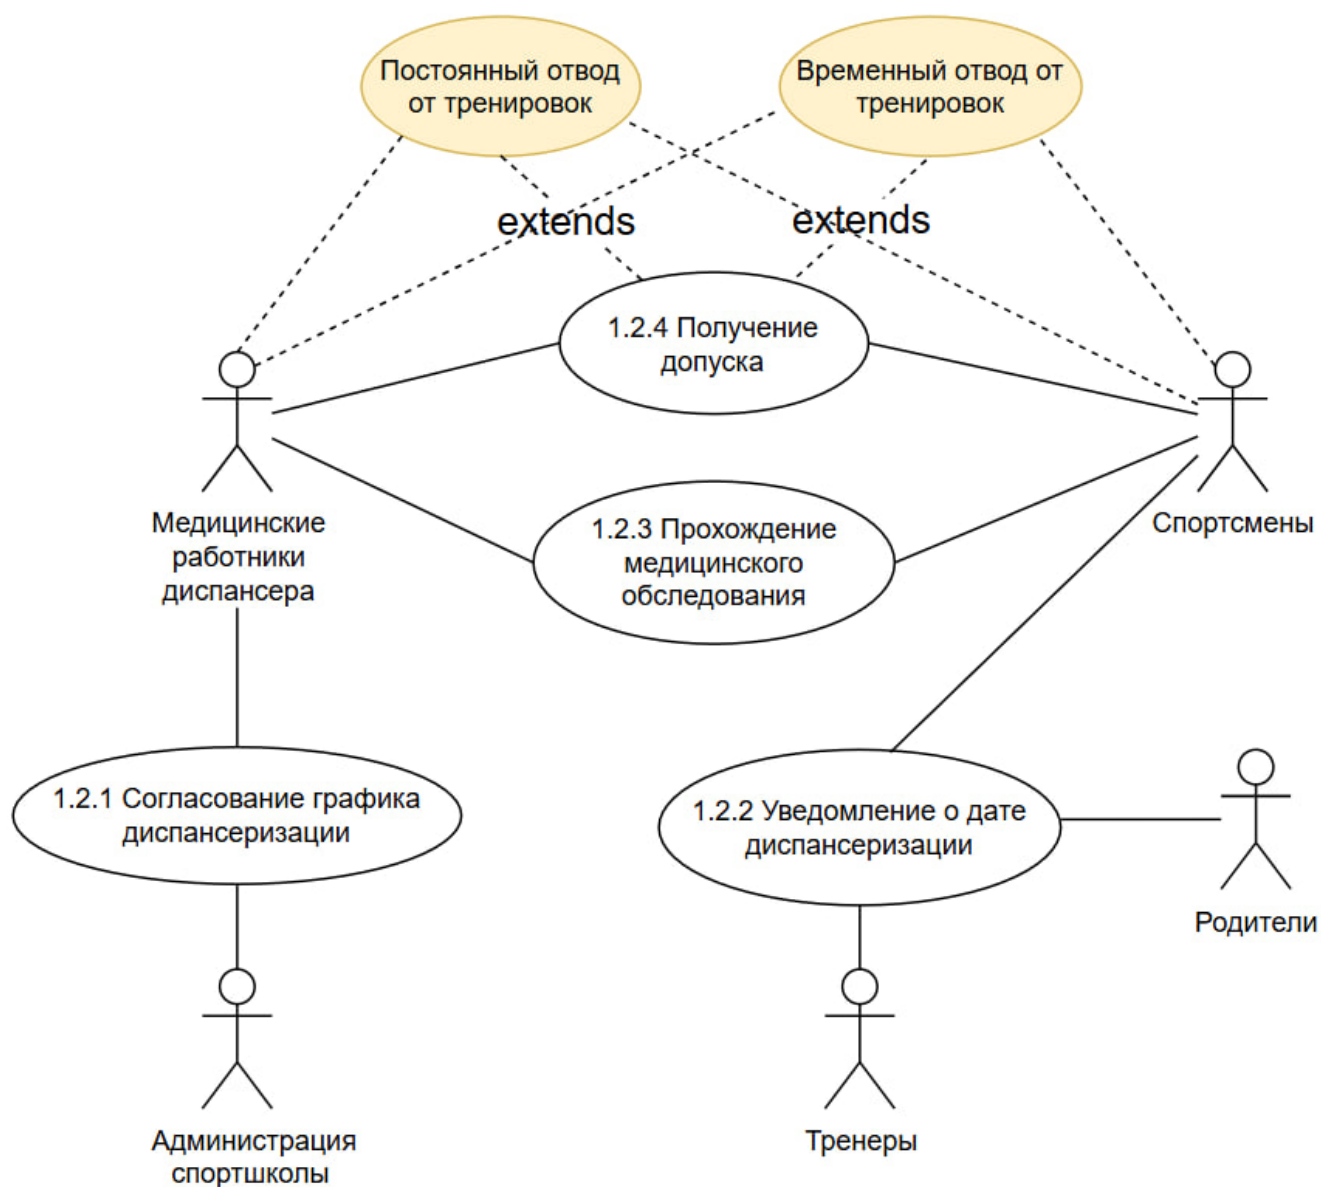 Постоянный отвод
от тренировок
Временный отвод от
тренировок
extends
extends
1.2.4 Получение
допуска
Медицинские
работники
диспансера
1.2.3 Прохождение
медицинского
обследования
Спортсмены
1.2.1 Согласование графика
диспансеризации
1.2.2 Уведомление о дате
диспансеризации
Родители
Администрация
спортшколы
Тренеры